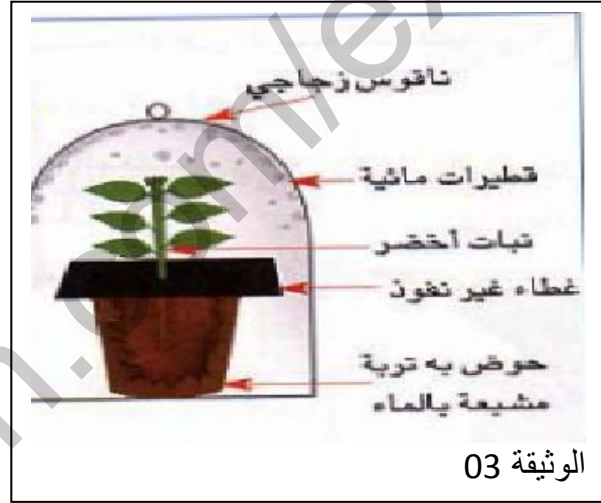 ناقوس زجاجي
قطيرات مائية
نبات أخضر
غطاء غير نفوذ
حوض به تربة
مشبعة بالماء
الوثيقة 03